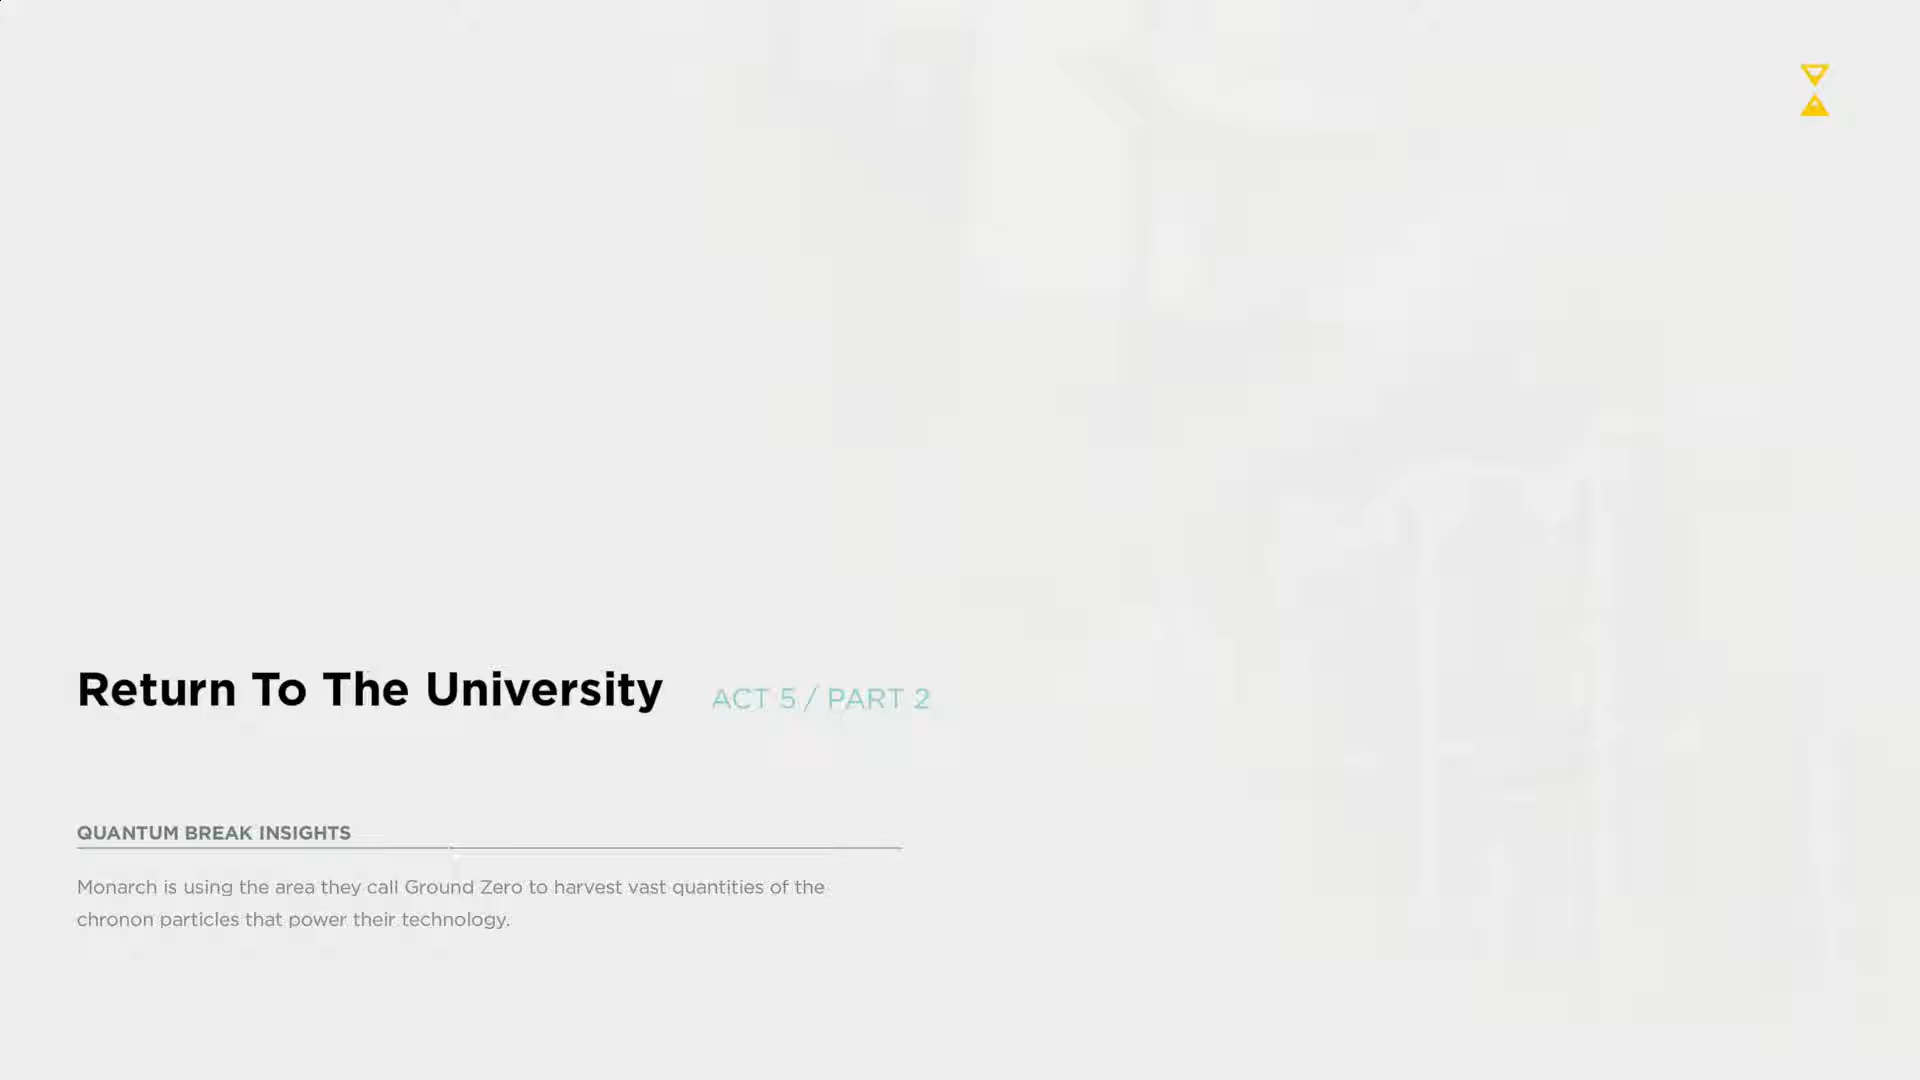 Return To The University
ACT 5 / PART 2
QUANTUM BREAK INSIGHTS
Monarch is using the area they call Ground Zero to harvest vast quantities of the
chronon particles that power their technology.